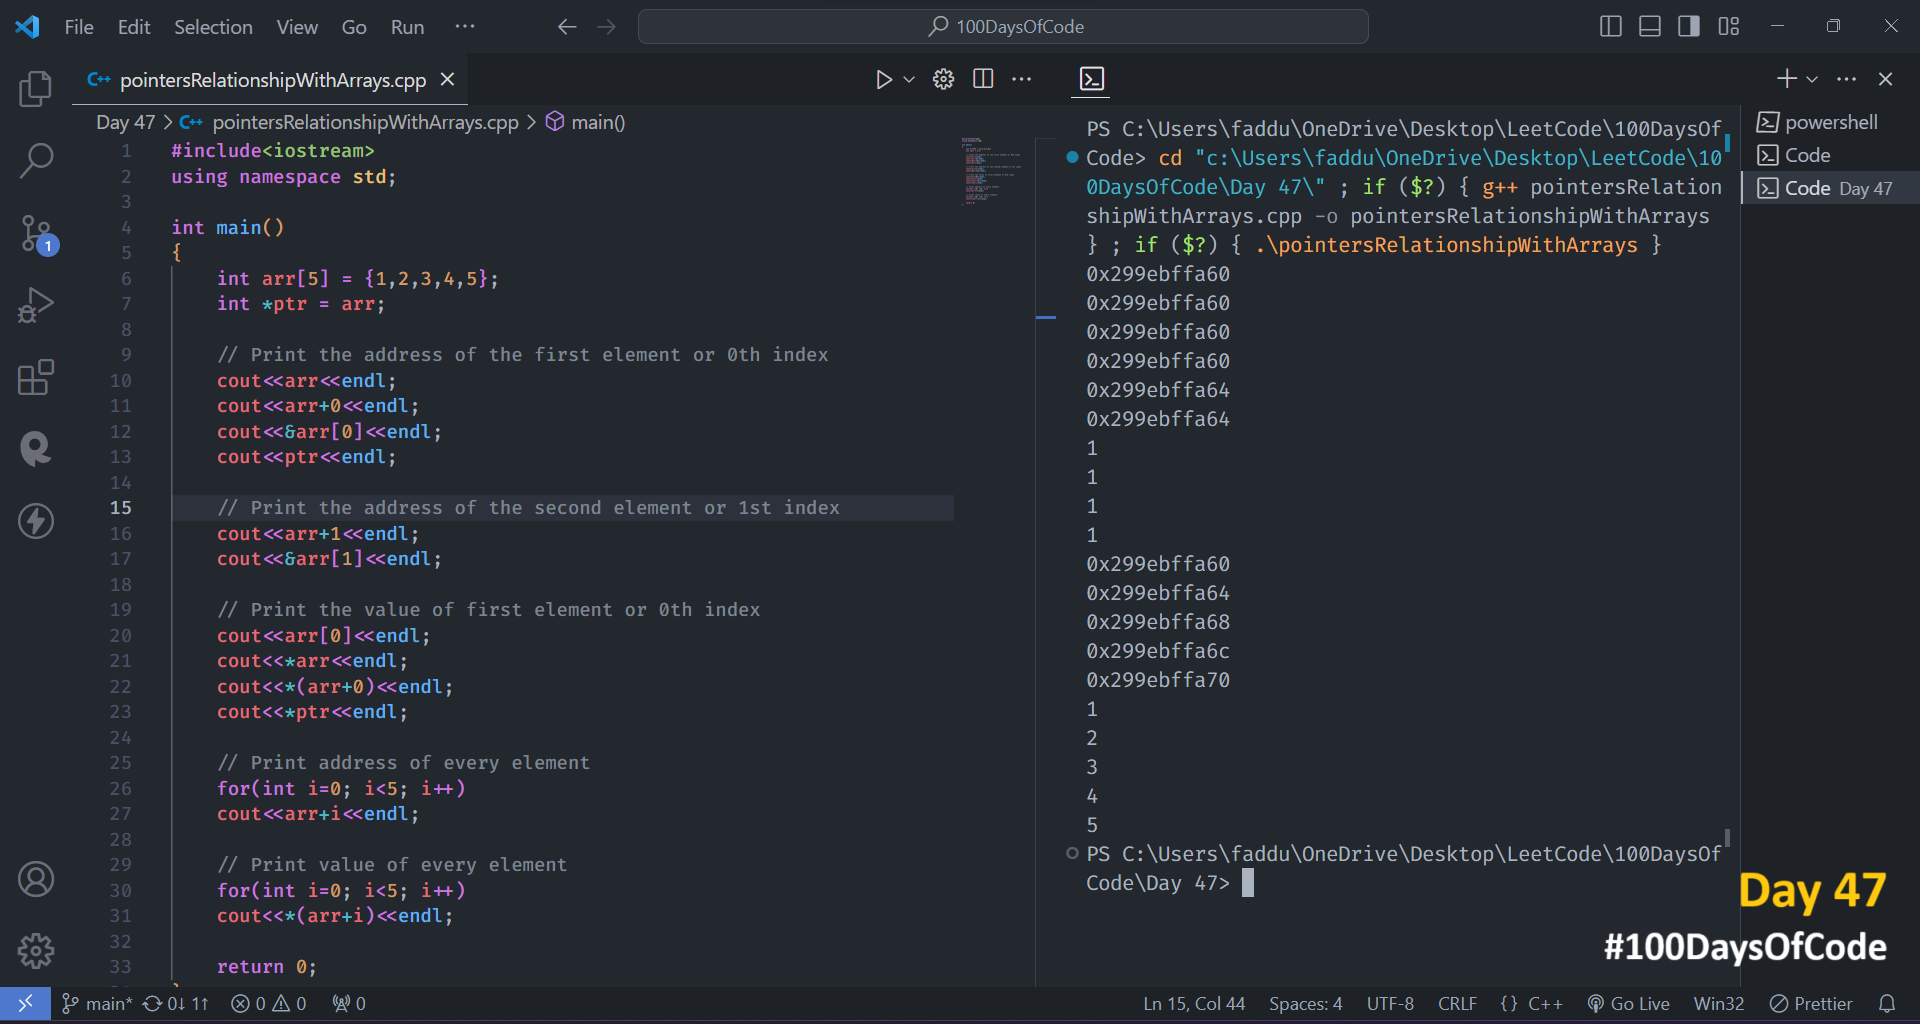 File Edit Selection View Go Run ··· 100DaysOfCode
C++ pointersRelationshipWithArrays.cpp
Day 47 > C++ pointersRelationshipWithArrays.cpp > main()
1 #include<iostream>
2 using namespace std;
3
4 int main()
5 {
6 int arr[5] = {1,2,3,4,5};
7 int *ptr = arr;
8
9 // Print the address of the first element or 0th index
10 cout<<arr<<endl;
11 cout<<arr+0<<endl;
12 cout<<&arr[0]<<endl;
13 cout<<ptr<<endl;
14
15 // Print the address of the second element or 1st index
16 cout<<arr+1<<endl;
17 cout<<&arr[1]<<endl;
18
19 // Print the value of first element or 0th index
20 cout<<arr[0]<<endl;
21 cout<<*arr<<endl;
22 cout<<*(arr+0)<<endl;
23 cout<<*ptr<<endl;
24
25 // Print address of every element
26 for(int i=0; i<5; i++)
27 cout<<arr+i<<endl;
28
29 // Print value of every element
30 for(int i=0; i<5; i++)
31 cout<<*(arr+i)<<endl;
32
33 return 0;
PS C:\Users\faddu\OneDrive\Desktop\LeetCode\100DaysOf
Code> cd "c:\Users\faddu\OneDrive\Desktop\LeetCode\10
0DaysOfCode\Day 47\" ; if ($?) { g++ pointersRelation
shipWithArrays.cpp -o pointersRelationshipWithArrays
} ; if ($?) { .\pointersRelationshipWithArrays }
0x299ebffa60
0x299ebffa60
0x299ebffa60
0x299ebffa60
0x299ebffa64
0x299ebffa64
1
1
1
1
0x299ebffa60
0x299ebffa64
0x299ebffa68
0x299ebffa6c
0x299ebffa70
1
2
3
4
5
PS C:\Users\faddu\OneDrive\Desktop\LeetCode\100DaysOf
Code\Day 47>
powershell
Code
Code Day 47
1
Day 47
#100DaysOfCode
main* 0↓ 1↑ 0 0 0 Ln 15, Col 44 Spaces: 4 UTF-8 CRLF {} C++ Go Live Win32 Prettier